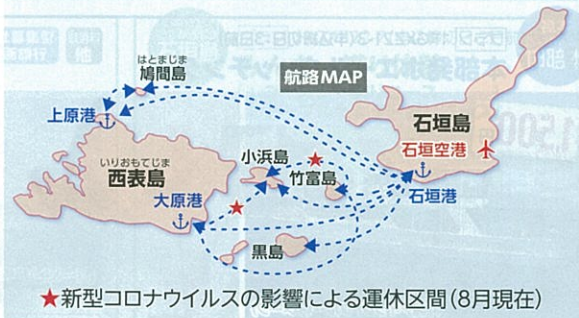 はとまじま
鳩間島
航路MAP
上原港
石垣島
石垣空港
いりおもてじま
西表島
小浜島
竹富島
大原港
石垣港
黒島
★新型コロナウイルスの影響による運休区間(8月現在)